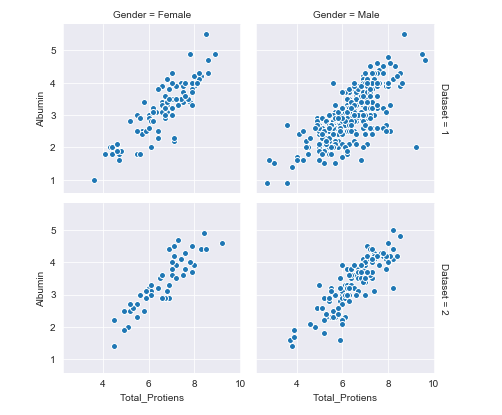 Gender = Female
Gender = Male
5
4
3
2
1
Albumin
Dataset = 1
5
4
3
2
1
Albumin
Dataset = 2
4
6
8
10
4
6
8
10
Total_Protiens
Total_Protiens